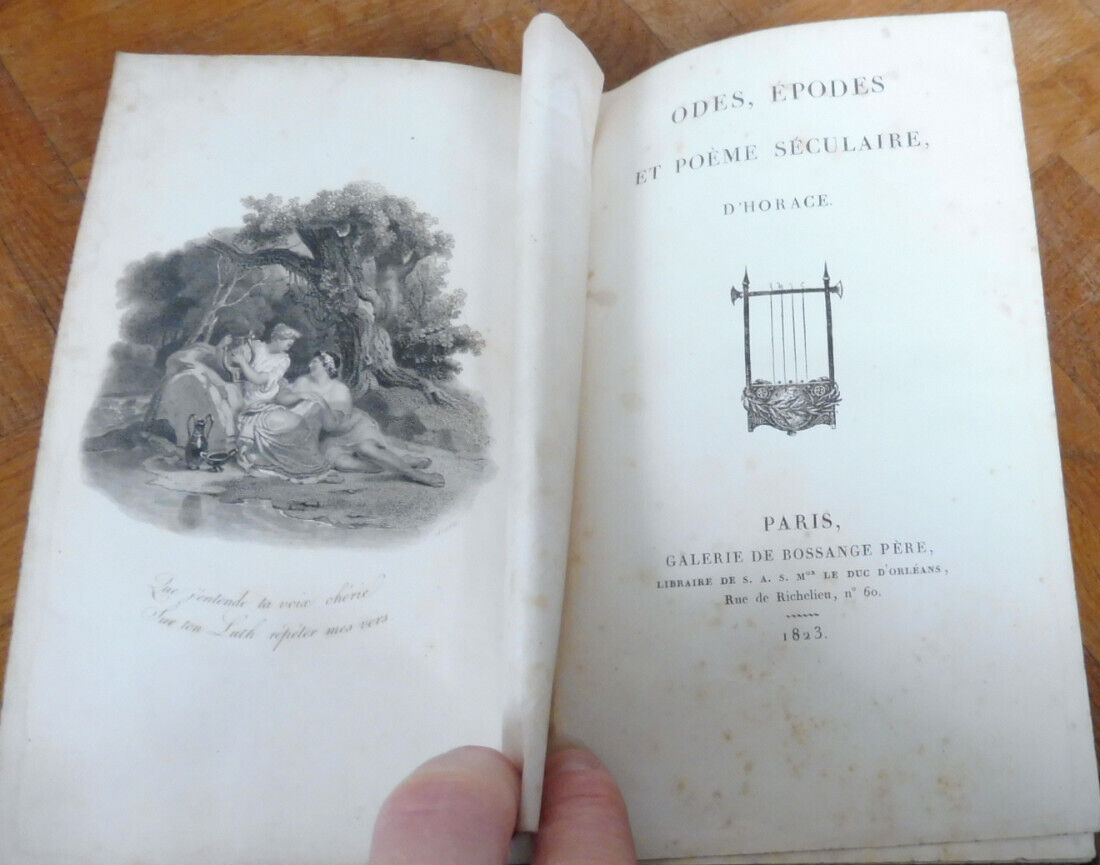 Que j'entende ta voix chérie
Sur ton Luth répéter mes vers
ODES, ÉPODES
ET POÈME SÉCULAIRE,
D'HORACE.
PARIS,
GALERIE DE BOSSANGE PÈRE,
LIBRAIRE DE S. A. S. Mgr LE DUC D'ORLÉANS,
Rue de Richelieu, n° 60.
1823.